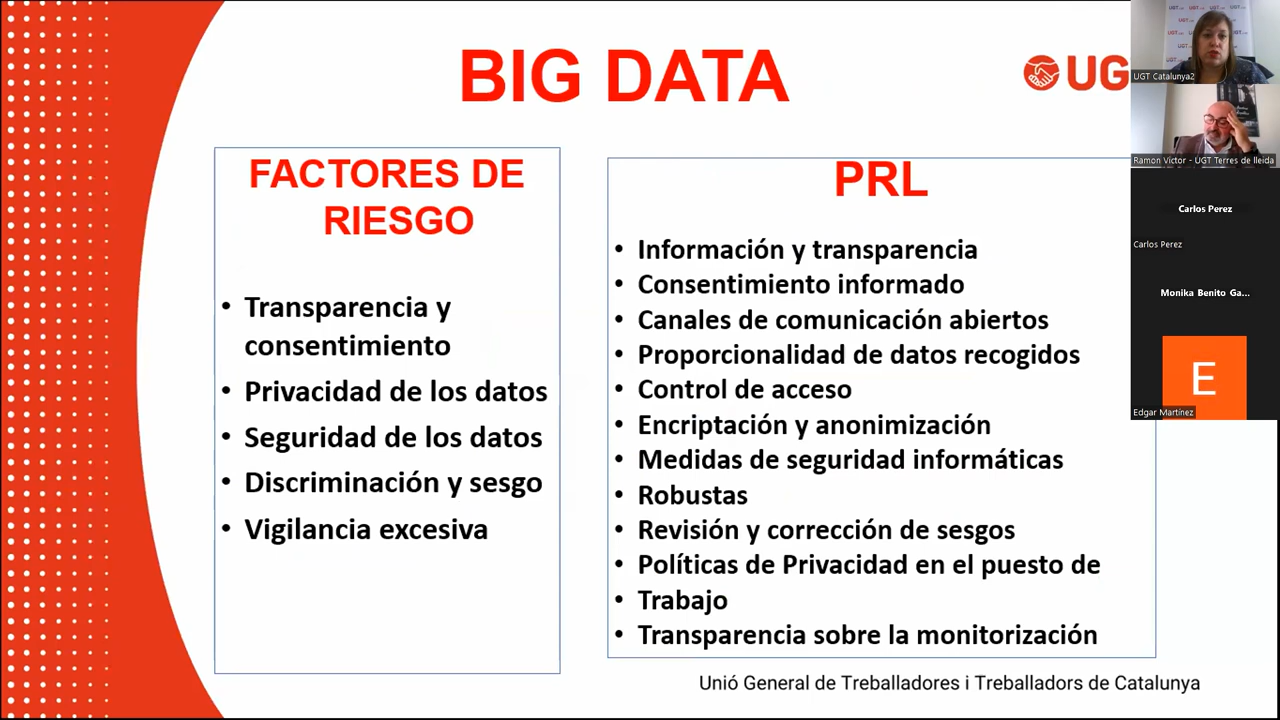 BIG DATA
UG
FACTORES DE
RIESGO
• Transparencia y
consentimiento
• Privacidad de los datos
• Seguridad de los datos
• Discriminación y sesgo
• Vigilancia excesiva
PRL
• Información y transparencia
• Consentimiento informado
• Canales de comunicación abiertos
• Proporcionalidad de datos recogidos
• Control de acceso
• Encriptación y anonimización
• Medidas de seguridad informáticas
• Robustas
• Revisión y corrección de sesgos
• Políticas de Privacidad en el puesto de
• Trabajo
• Transparencia sobre la monitorización
Unió General de Treballadores i Treballadors de Catalunya
UGT Catalunya2
Ramon Víctor - UGT Terres de lleida
Carlos Perez
Carlos Perez
Monika Benito Ga...
E
Edgar Martínez